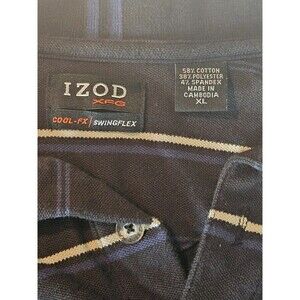 IZOD
XFG
COOL-FX / SWINGFLEX
58% COTTON
38% POLYESTER
4% SPANDEX
MADE IN
CAMBODIA
XL